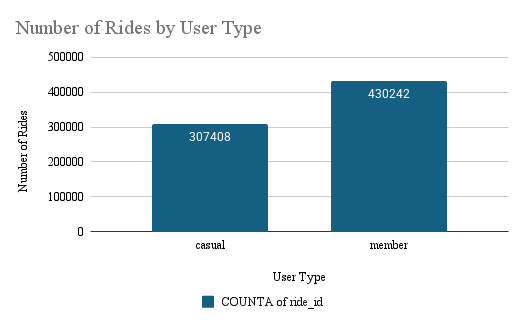 Number of Rides by User Type
500000
400000
300000
200000
100000
0
Number of Rides
307408
430242
casual
member
User Type
COUNTA of ride_id